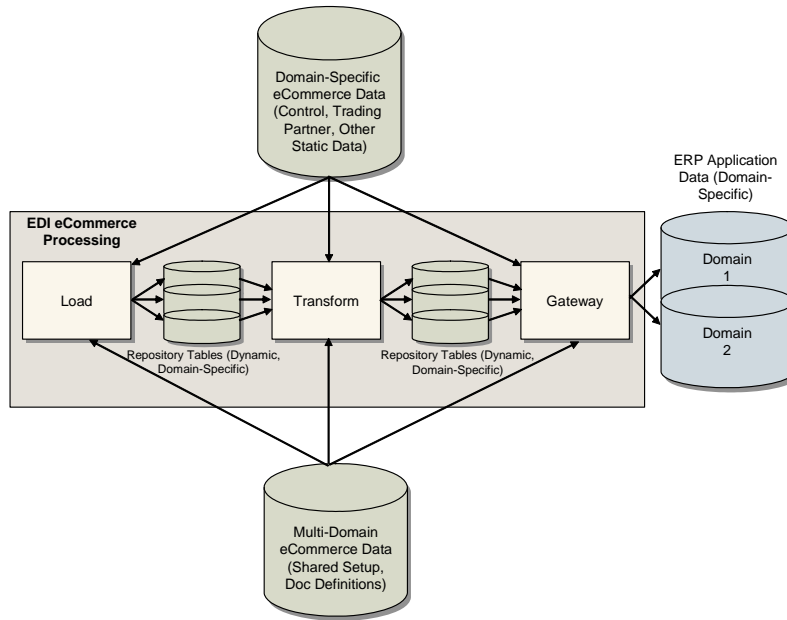 Domain-Specific
eCommerce Data
(Control, Trading
Partner, Other
Static Data)
ERP Application
Data (Domain-
Specific)
EDI eCommerce
Processing
Load
Transform
Gateway
Domain
1
Domain
2
Repository Tables (Dynamic,
Domain-Specific)
Repository Tables (Dynamic,
Domain-Specific)
Multi-Domain
eCommerce Data
(Shared Setup,
Doc Definitions)